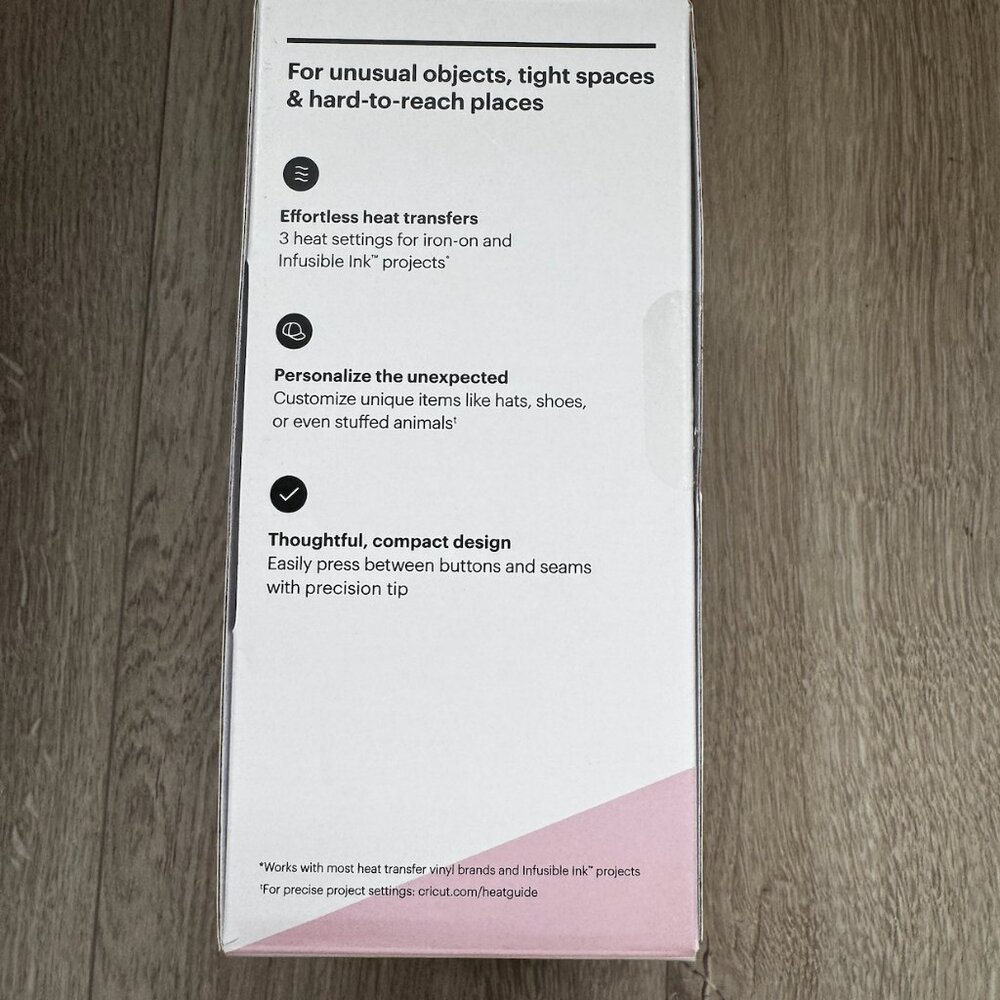 For unusual objects, tight spaces
& hard-to-reach places
Effortless heat transfers
3 heat settings for iron-on and
Infusible Ink™ projects*
Personalize the unexpected
Customize unique items like hats, shoes,
or even stuffed animals†
Thoughtful, compact design
Easily press between buttons and seams
with precision tip
*Works with most heat transfer vinyl brands and Infusible Ink™ projects
†For precise project settings: cricut.com/heatguide